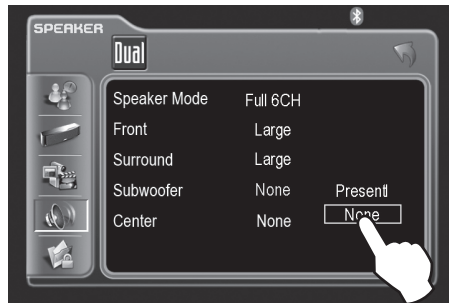 SPEAKER
Dual
Speaker Mode Full 6CH
Front Large
Surround Large
Subwoofer None Present
Center None None